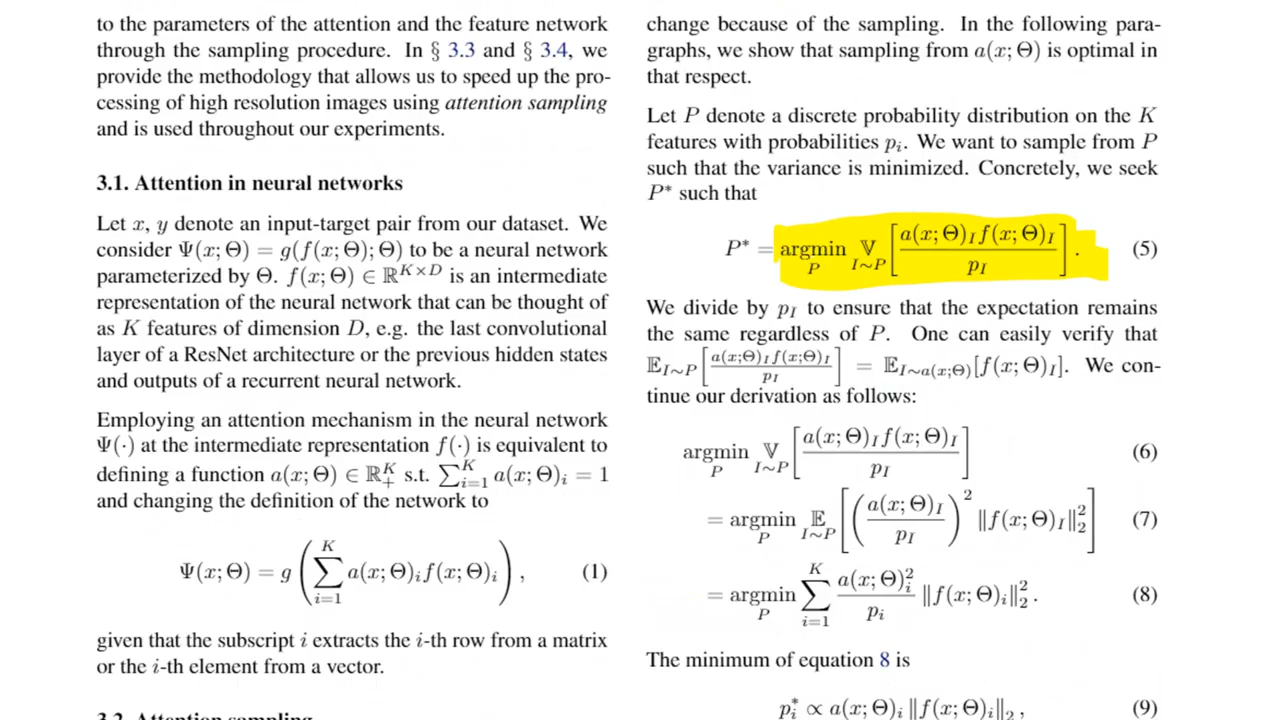 to the parameters of the attention and the feature network
through the sampling procedure. In § 3.3 and § 3.4, we
provide the methodology that allows us to speed up the pro-
cessing of high resolution images using attention sampling
and is used throughout our experiments.
3.1. Attention in neural networks
Let x, y denote an input-target pair from our dataset. We
consider Ψ(x; Θ) = g(f(x; Θ); Θ) to be a neural network
parameterized by Θ. f(x; Θ) ∈ ℝ^{K×D} is an intermediate
representation of the neural network that can be thought of
as K features of dimension D, e.g. the last convolutional
layer of a ResNet architecture or the previous hidden states
and outputs of a recurrent neural network.
Employing an attention mechanism in the neural network
Ψ(·) at the intermediate representation f(·) is equivalent to
defining a function a(x; Θ) ∈ ℝ_+^K s.t. ∑_{i=1}^K a(x; Θ)_i = 1
and changing the definition of the network to
Ψ(x; Θ) = g ( ∑_{i=1}^K a(x; Θ)_i f(x; Θ)_i ) , (1)
given that the subscript i extracts the i-th row from a matrix
or the i-th element from a vector.
3.2. Attention sampling
change because of the sampling. In the following para-
graphs, we show that sampling from a(x; Θ) is optimal in
that respect.
Let P denote a discrete probability distribution on the K
features with probabilities p_i. We want to sample from P
such that the variance is minimized. Concretely, we seek
P* such that
P* = argmin_P 𝕍_{I∼P} [ a(x; Θ)_I f(x; Θ)_I / p_I ] . (5)
We divide by p_I to ensure that the expectation remains
the same regardless of P. One can easily verify that
𝔼_{I∼P} [ a(x;Θ)_I f(x;Θ)_I / p_I ] = 𝔼_{I∼a(x;Θ)}[f(x; Θ)_I]. We con-
tinue our derivation as follows:
argmin_P 𝕍_{I∼P} [ a(x; Θ)_I f(x; Θ)_I / p_I ] (6)
= argmin_P 𝔼_{I∼P} [ ( a(x; Θ)_I / p_I )^2 ‖f(x; Θ)_I‖_2^2 ] (7)
= argmin_P ∑_{i=1}^K a(x; Θ)_i^2 / p_i ‖f(x; Θ)_i‖_2^2 . (8)
The minimum of equation 8 is
p_i^* ∝ a(x; Θ)_i ‖f(x; Θ)_i‖_2 , (9)